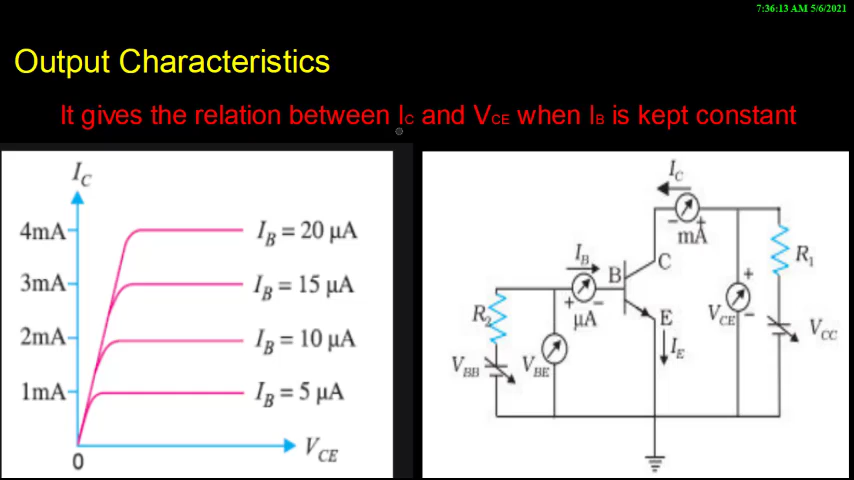 7:36:13 AM 5/6/2021
Output Characteristics
It gives the relation between IC and VCE when IB is kept constant
IC
4mA
IB = 20 μA
3mA
IB = 15 μA
2mA
IB = 10 μA
1mA
IB = 5 μA
0
VCE
IC
− +
mA
IB
B
C
+ −
μA
R2
R1
E
IE
VCE
+
−
VCC
VBB
VBE